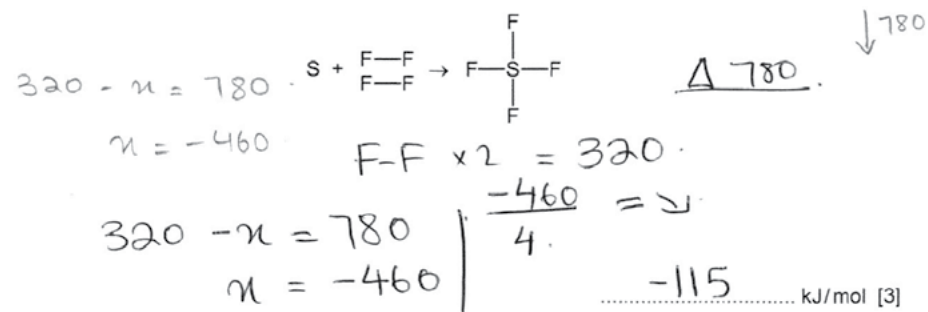 ↓780
320 - x = 780.
S + F—F F—F → F—S—F F F
Δ 780.
x = -460
F-F × 2 = 320.
320 - x = 780
-460 / 4. = ↘
x = -460
-115 kJ/mol [3]